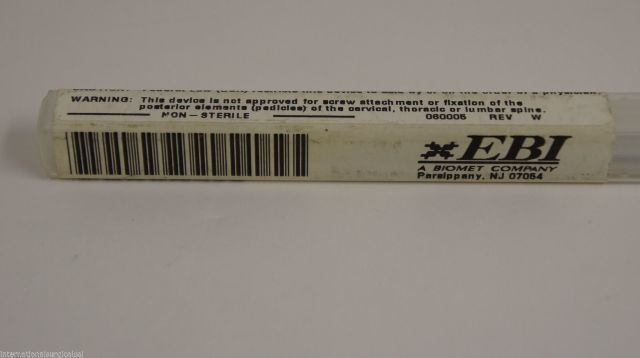 WARNING: This device is not approved for screw attachment or fixation of the
posterior elements (pedicles) of the cervical, thoracic or lumbar spine.
NON-STERILE 060005 REV W
EBI
A BIOMET COMPANY
Parsippany, NJ 07054